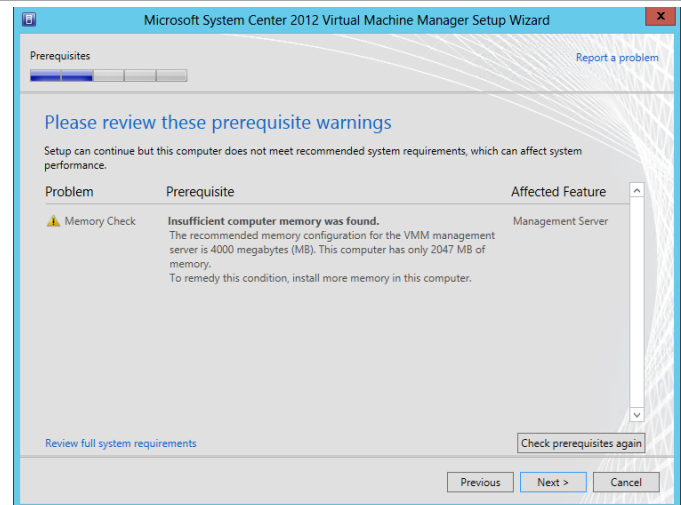 Microsoft System Center 2012 Virtual Machine Manager Setup Wizard
x
Prerequisites
Report a problem
Please review these prerequisite warnings
Setup can continue but this computer does not meet recommended system requirements, which can affect system
performance.
Problem Prerequisite Affected Feature
Memory Check Insufficient computer memory was found. Management Server
The recommended memory configuration for the VMM management
server is 4000 megabytes (MB). This computer has only 2047 MB of
memory.
To remedy this condition, install more memory in this computer.
Review full system requirements
Check prerequisites again
Previous Next > Cancel